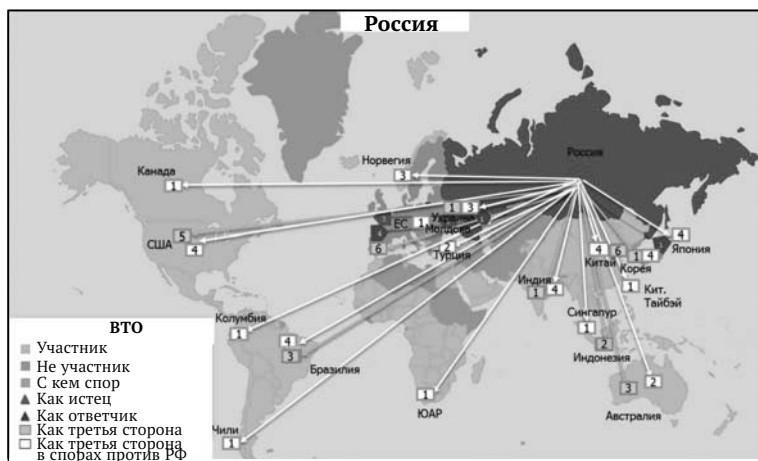 Россия
Канада
1
Норвегия
3
Россия
США
5
4
ЕС
1
1 3
Украина
Молдова
6
2
Турция
4
Китай
6
Корея
1 4
4
Япония
1
Кит.
Тайбэй
Индия
1
4
Сингапур
1
2
Индонезия
Колумбия
1
4
3
Бразилия
ЮАР
1
3
2
Австралия
Чили
1
ВТО
Участник
Не участник
С кем спор
Как истец
Как ответчик
Как третья сторона
Как третья сторона
в спорах против РФ